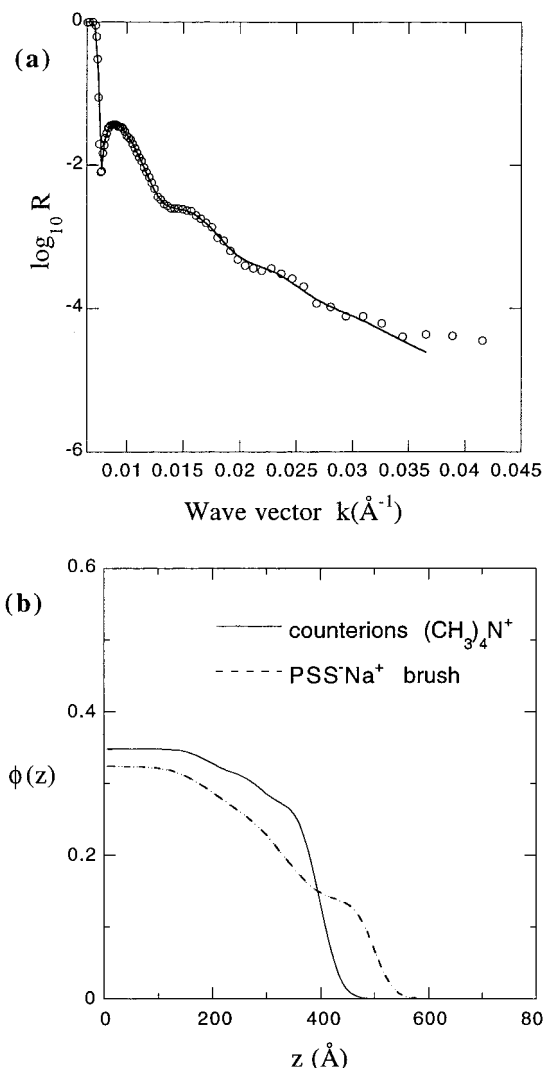 (a)
0
-2
-4
-6
log₁₀ R
0.01 0.015 0.02 0.025 0.03 0.035 0.04 0.045
Wave vector k(Å⁻¹)
(b)
0.6
0.4
0.2
0
ϕ(z)
counterions (CH₃)₄N⁺
PSS⁻Na⁺ brush
0 200 400 600 80
z (Å)